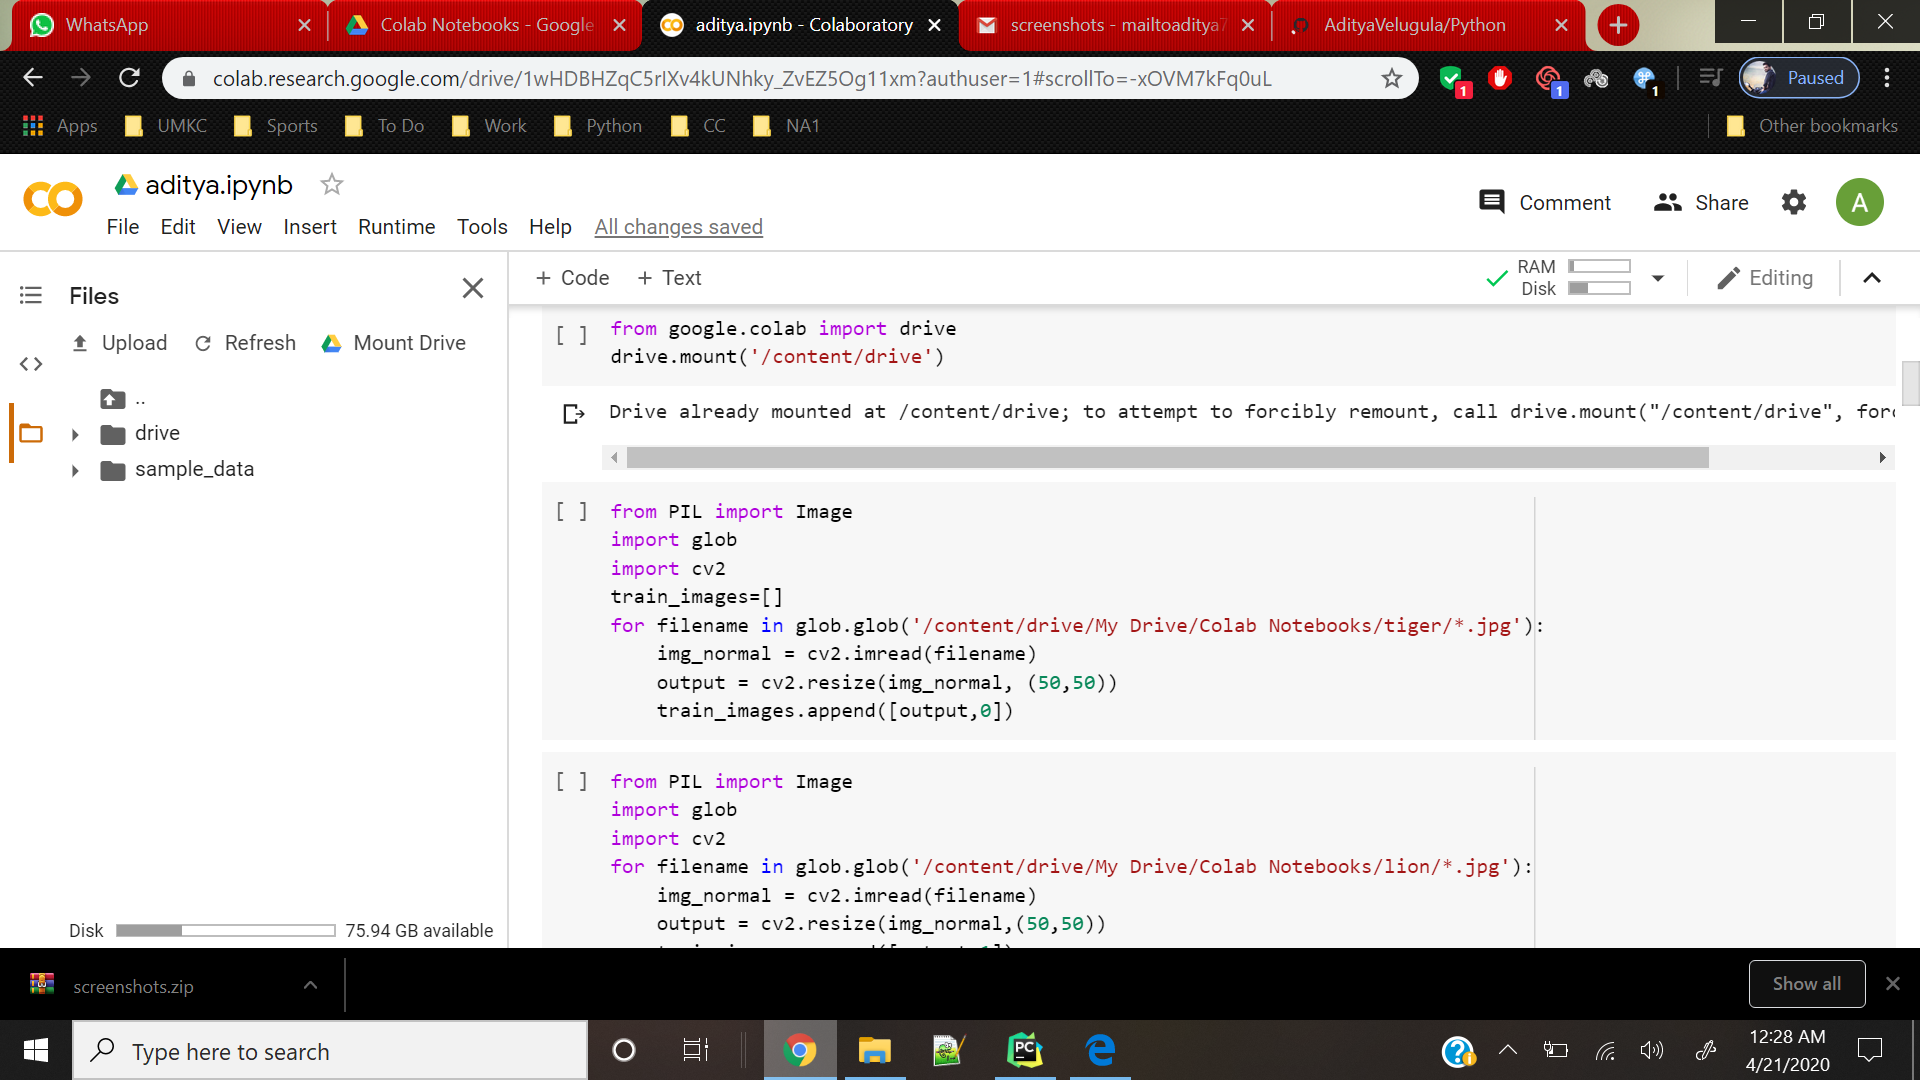 WhatsApp
Colab Notebooks - Google
aditya.ipynb - Colaboratory
screenshots - mailtoaditya7
AdityaVelugula/Python
colab.research.google.com/drive/1wHDBHZqC5rIXv4kUNhky_ZvEZ5Og11xm?authuser=1#scrollTo=-xOVM7kFq0uL
1
1
1
Paused
Apps
UMKC
Sports
To Do
Work
Python
CC
NA1
Other bookmarks
aditya.ipynb
File Edit View Insert Runtime Tools Help All changes saved
Comment
Share
A
Files
Upload
Refresh
Mount Drive
..
drive
sample_data
Disk
75.94 GB available
+ Code + Text
RAM
Disk
Editing
[ ] from google.colab import drive
drive.mount('/content/drive')
Drive already mounted at /content/drive; to attempt to forcibly remount, call drive.mount("/content/drive", forc
[ ] from PIL import Image
import glob
import cv2
train_images=[]
for filename in glob.glob('/content/drive/My Drive/Colab Notebooks/tiger/*.jpg'):
    img_normal = cv2.imread(filename)
    output = cv2.resize(img_normal, (50,50))
    train_images.append([output,0])
[ ] from PIL import Image
import glob
import cv2
for filename in glob.glob('/content/drive/My Drive/Colab Notebooks/lion/*.jpg'):
    img_normal = cv2.imread(filename)
    output = cv2.resize(img_normal,(50,50))
screenshots.zip
Show all
Type here to search
PC
12:28 AM
4/21/2020